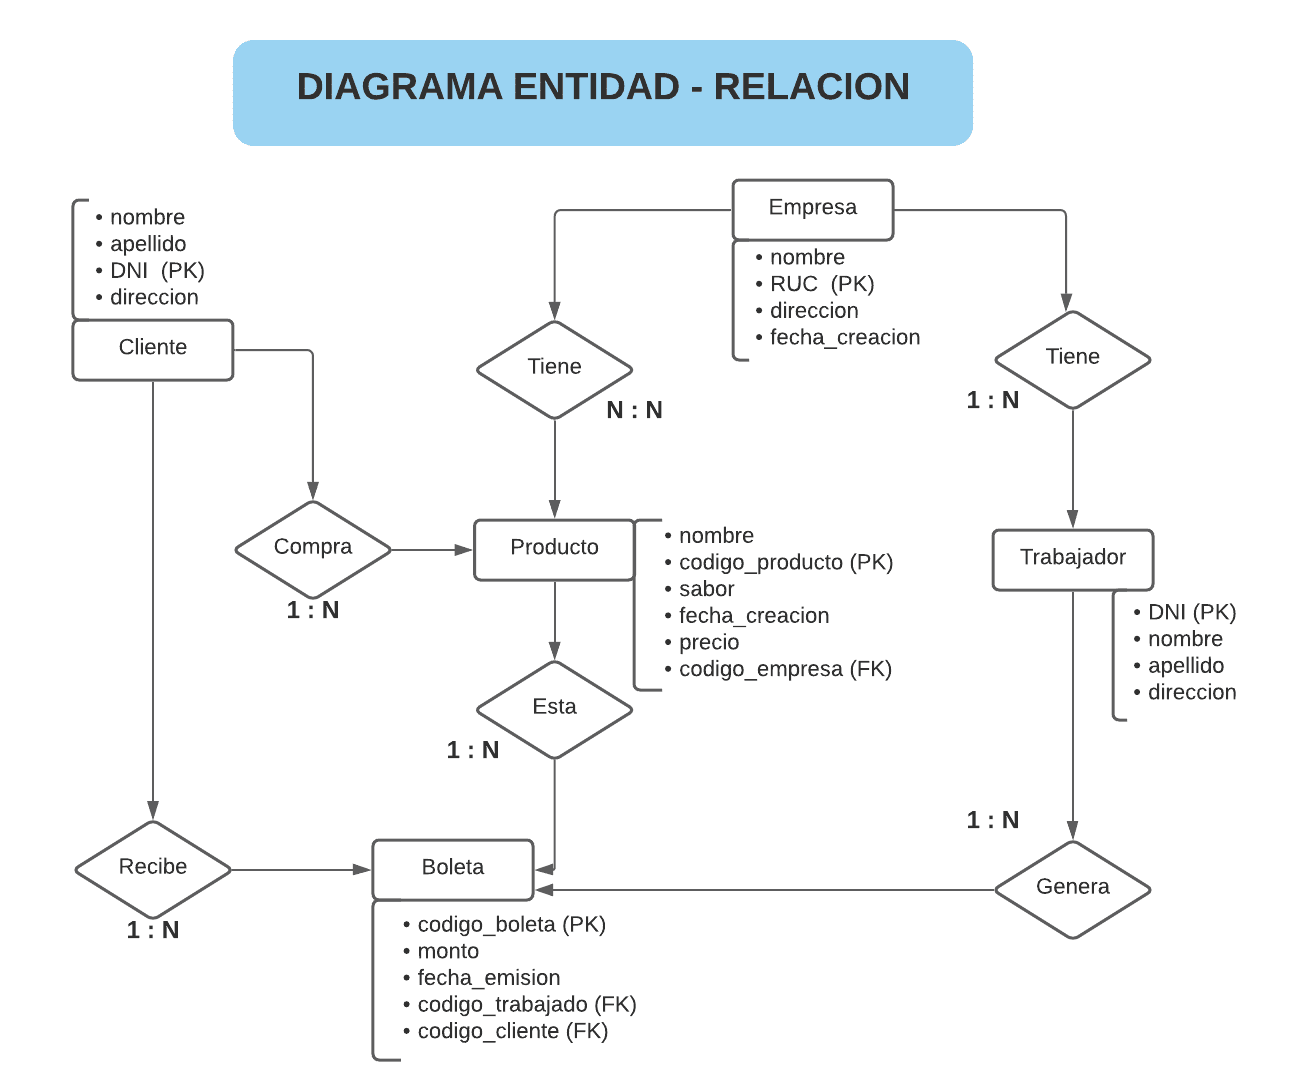 DIAGRAMA ENTIDAD - RELACION
• nombre
• apellido
• DNI (PK)
• direccion
Cliente
Empresa
• nombre
• RUC (PK)
• direccion
• fecha_creacion
Tiene
N : N
Tiene
1 : N
Compra
1 : N
Producto
• nombre
• codigo_producto (PK)
• sabor
• fecha_creacion
• precio
• codigo_empresa (FK)
Trabajador
• DNI (PK)
• nombre
• apellido
• direccion
Esta
1 : N
Recibe
1 : N
Boleta
• codigo_boleta (PK)
• monto
• fecha_emision
• codigo_trabajado (FK)
• codigo_cliente (FK)
1 : N
Genera